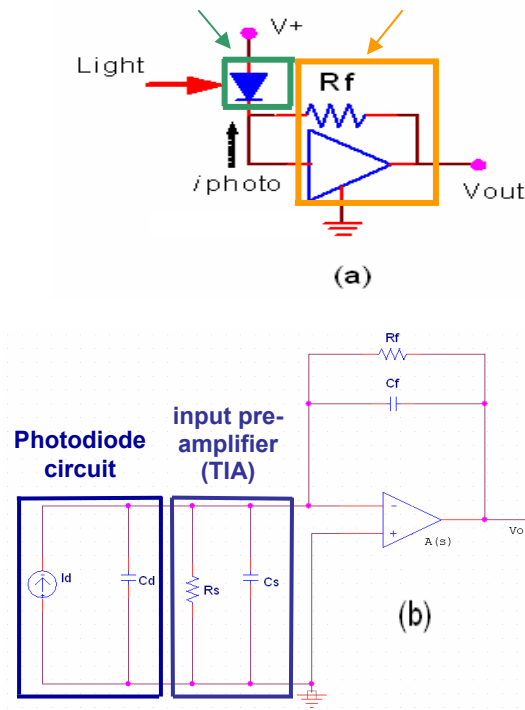 V+
Light
Rf
iphoto
Vout
(a)
Rf
Cf
input pre-
amplifier
(TIA)
Photodiode
circuit
Id
Cd
Rs
Cs
-
+
A(s)
Vo
(b)